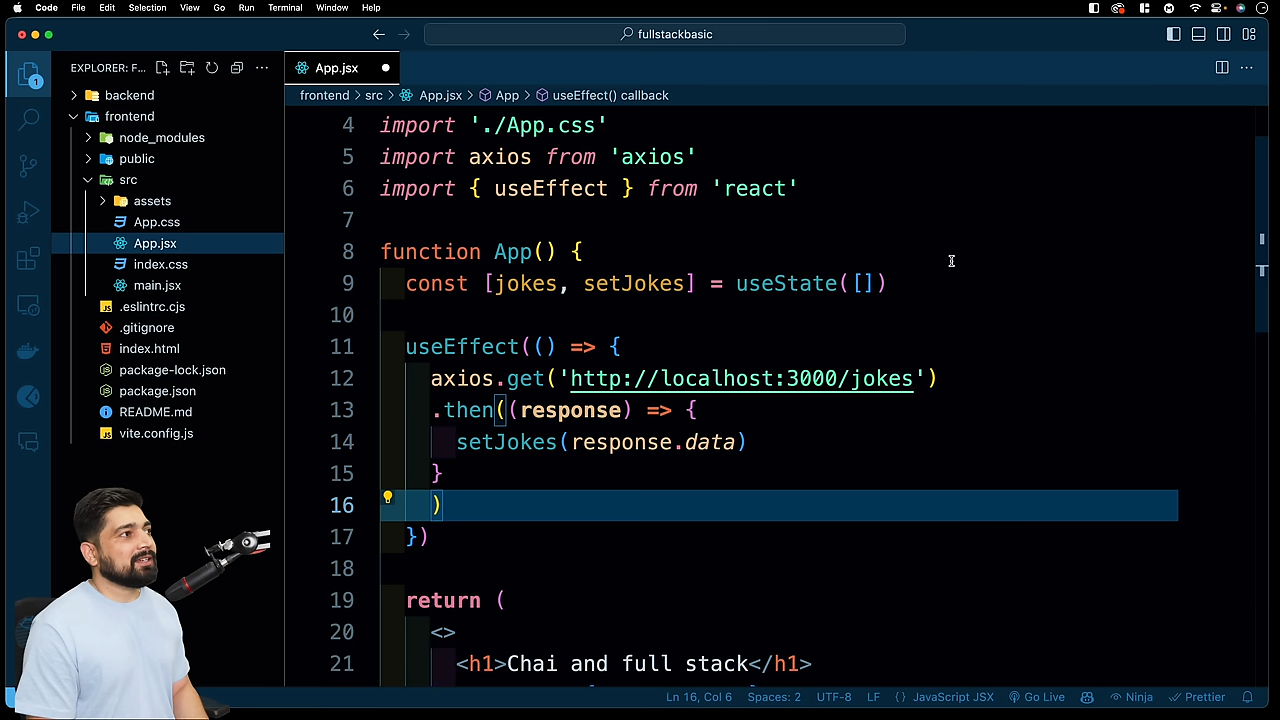 Code File Edit Selection View Go Run Terminal Window Help
fullstackbasic
EXPLORER: F...
App.jsx
frontend > src > App.jsx > App > useEffect() callback
backend
frontend
node_modules
public
src
assets
App.css
App.jsx
index.css
main.jsx
.eslintrc.cjs
.gitignore
index.html
package-lock.json
package.json
README.md
vite.config.js
1
4 import './App.css'
5 import axios from 'axios'
6 import { useEffect } from 'react'
7
8 function App() {
9 const [jokes, setJokes] = useState([])
10
11 useEffect(() => {
12 axios.get('http://localhost:3000/jokes')
13 .then((response) => {
14 setJokes(response.data)
15 }
16 )
17 })
18
19 return (
20 <>
21 <h1>Chai and full stack</h1>
Ln 16, Col 6 Spaces: 2 UTF-8 LF {} JavaScript JSX Go Live Ninja Prettier